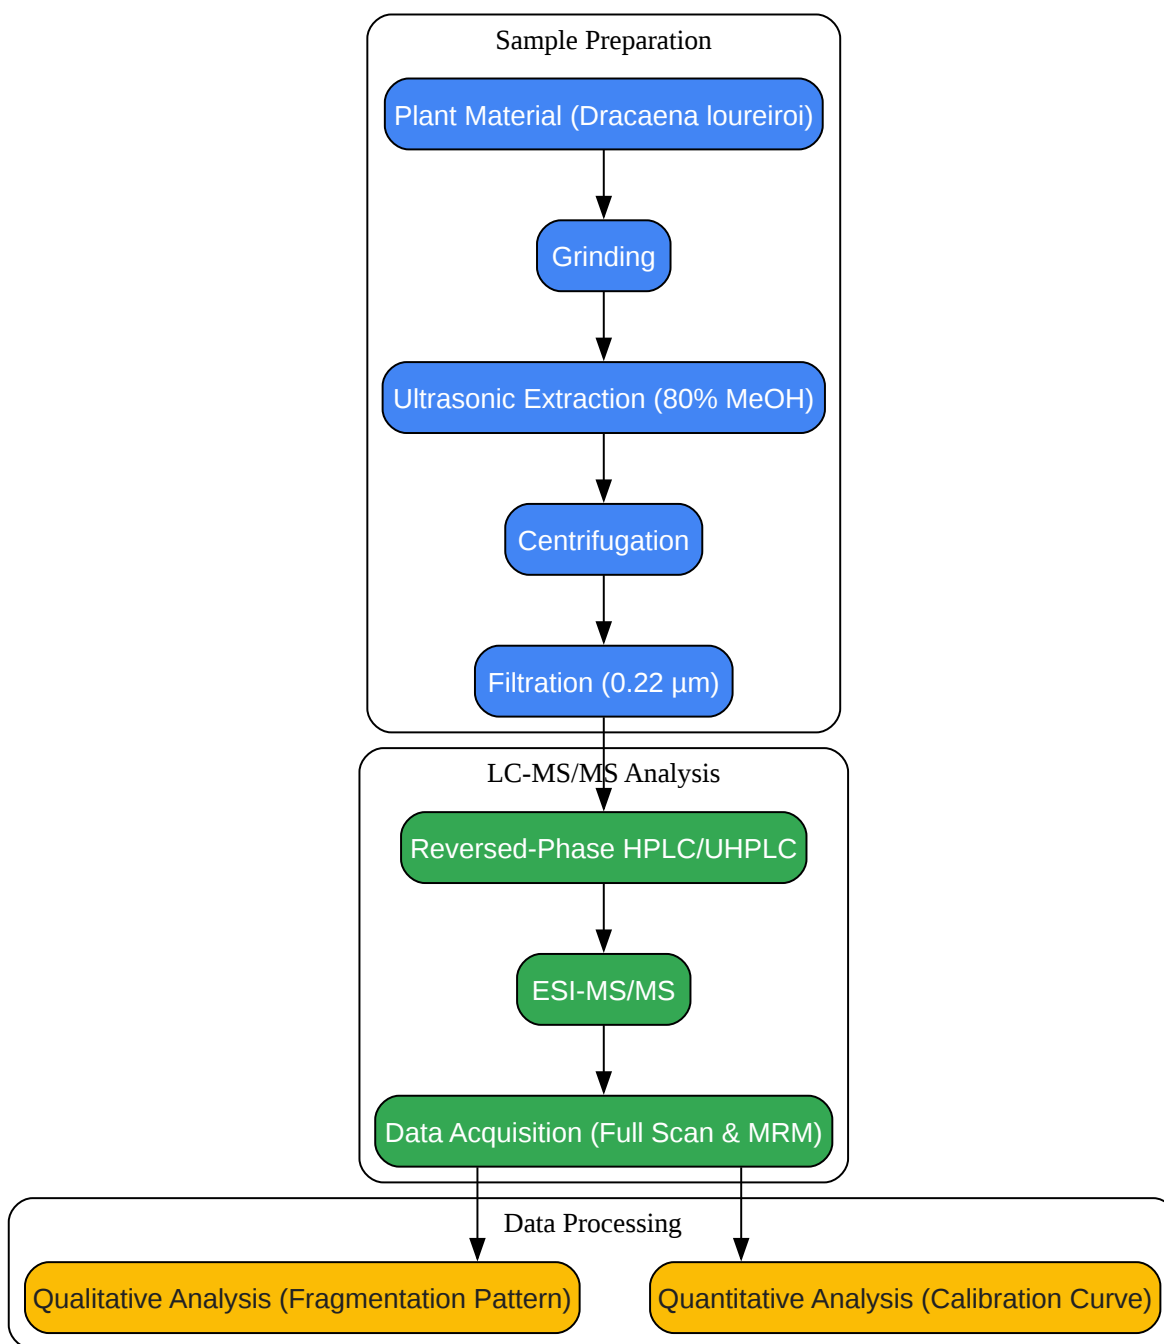 Sample Preparation
Plant Material (Dracaena loureiroi)
Grinding
Ultrasonic Extraction (80% MeOH)
Centrifugation
Filtration (0.22 µm)
LC-MS/MS Analysis
Reversed-Phase HPLC/UHPLC
ESI-MS/MS
Data Acquisition (Full Scan & MRM)
Data Processing
Qualitative Analysis (Fragmentation Pattern)
Quantitative Analysis (Calibration Curve)